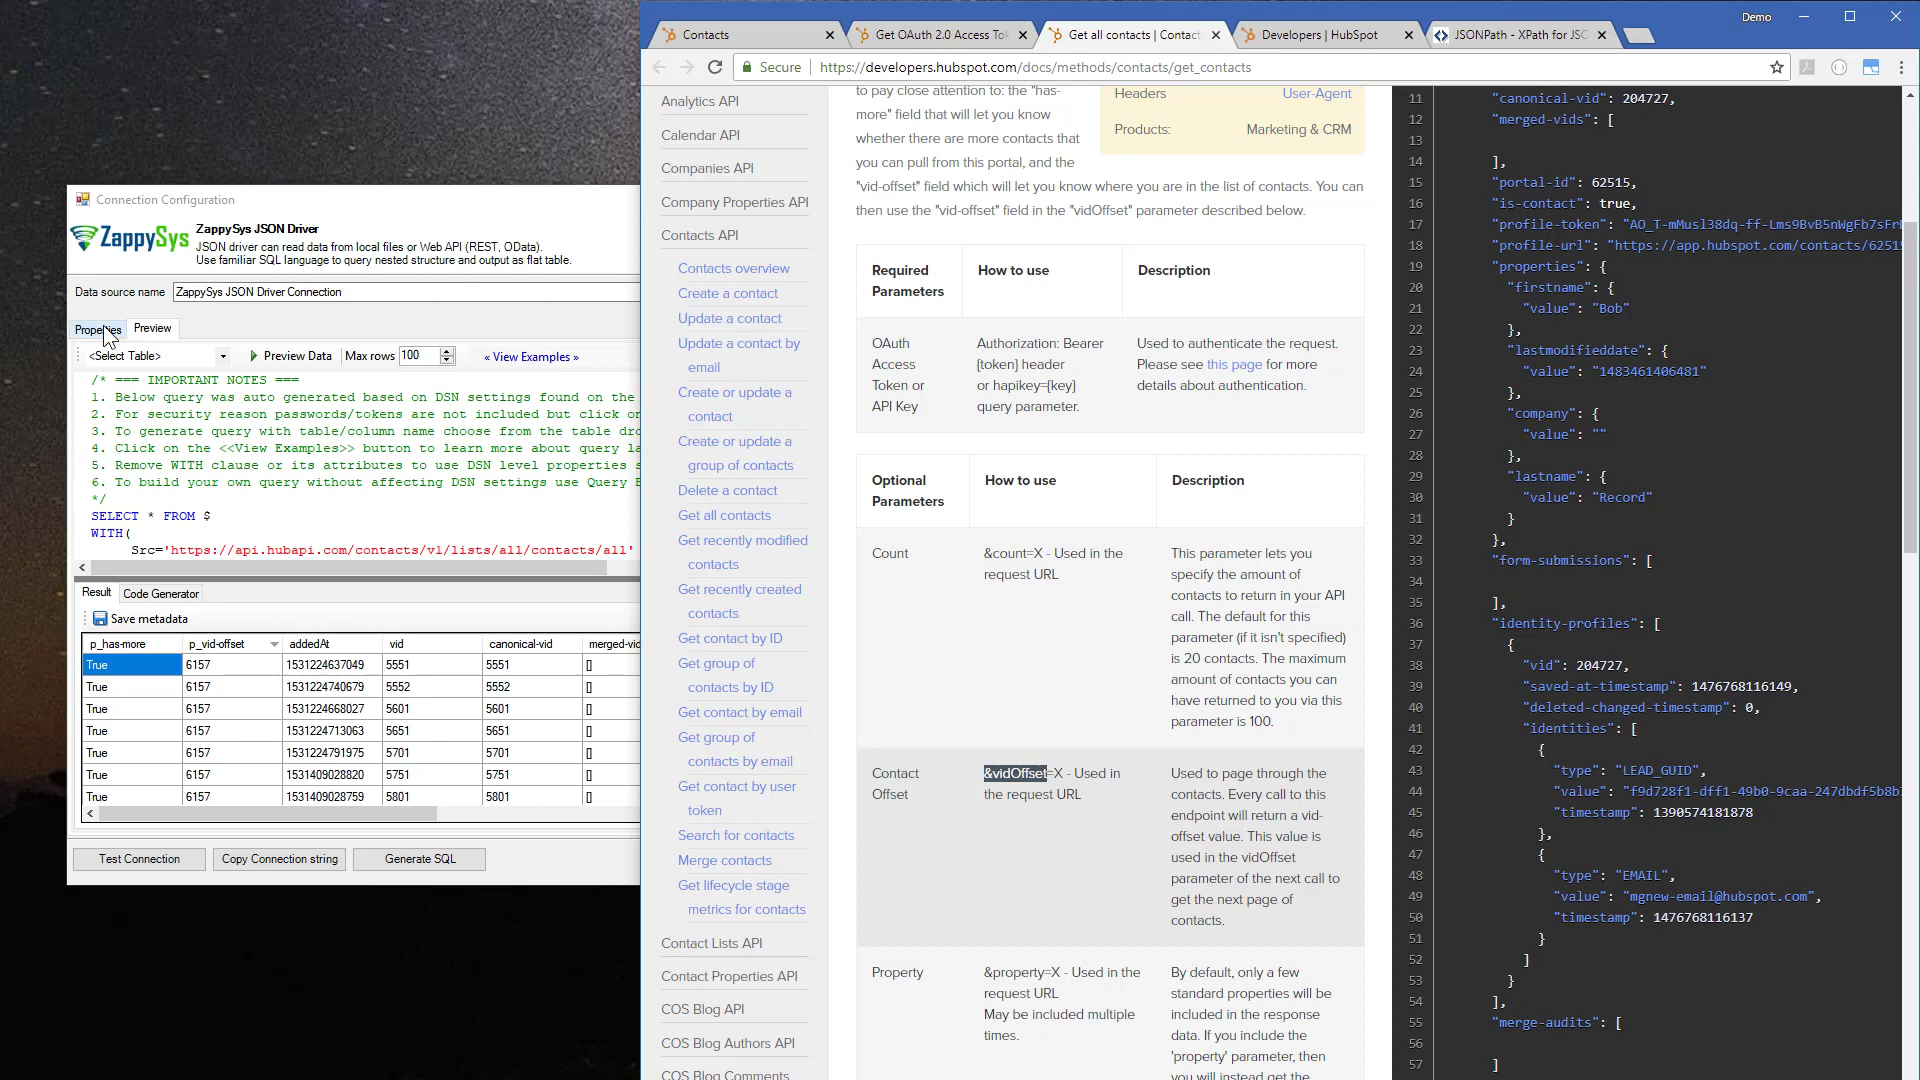 Demo
Contacts
Get OAuth 2.0 Access To
Get all contacts | Contac
Developers | HubSpot
JSONPath - XPath for JSO
Secure
https://developers.hubspot.com/docs/methods/contacts/get_contacts
Connection Configuration
ZappySys
ZappySys JSON Driver
JSON driver can read data from local files or Web API (REST, OData).
Use familiar SQL language to query nested structure and output as flat table.
Data source name
ZappySys JSON Driver Connection
Properties
Preview
<Select Table>
Preview Data
Max rows
100
« View Examples »
/* === IMPORTANT NOTES ===
1. Below query was auto generated based on DSN settings found on the
2. For security reason passwords/tokens are not included but click on
3. To generate query with table/column name choose from the table dro
4. Click on the <<View Examples>> button to learn more about query la
5. Remove WITH clause or its attributes to use DSN level properties s
6. To build your own query without affecting DSN settings use Query B
*/
SELECT * FROM $
WITH(
Src='https://api.hubapi.com/contacts/v1/lists/all/contacts/all'
Result
Code Generator
Save metadata
p_has-more p_vid-offset addedAt vid canonical-vid merged-vid
True 6157 1531224637049 5551 5551 []
True 6157 1531224740679 5552 5552 []
True 6157 1531224668027 5601 5601 []
True 6157 1531224713063 5651 5651 []
True 6157 1531224791975 5701 5701 []
True 6157 1531409028820 5751 5751 []
True 6157 1531409028759 5801 5801 []
Test Connection
Copy Connection string
Generate SQL
Analytics API
Calendar API
Companies API
Company Properties API
Contacts API
Contacts overview
Create a contact
Update a contact
Update a contact by
email
Create or update a
contact
Create or update a
group of contacts
Delete a contact
Get all contacts
Get recently modified
contacts
Get recently created
contacts
Get contact by ID
Get group of
contacts by ID
Get contact by email
Get group of
contacts by email
Get contact by user
token
Search for contacts
Merge contacts
Get lifecycle stage
metrics for contacts
Contact Lists API
Contact Properties API
COS Blog API
COS Blog Authors API
COS Blog Comments
to pay close attention to: the "has-
more" field that will let you know
whether there are more contacts that
you can pull from this portal, and the
"vid-offset" field which will let you know where you are in the list of contacts. You can
then use the "vid-offset" field in the "vidOffset" parameter described below.
Headers
User-Agent
Products:
Marketing & CRM
Required
Parameters
How to use
Description
OAuth
Access
Token or
API Key
Authorization: Bearer
{token} header
or hapikey={key}
query parameter.
Used to authenticate the request.
Please see this page for more
details about authentication.
Optional
Parameters
How to use
Description
Count
&count=X - Used in the
request URL
This parameter lets you
specify the amount of
contacts to return in your API
call. The default for this
parameter (if it isn't specified)
is 20 contacts. The maximum
amount of contacts you can
have returned to you via this
parameter is 100.
Contact
Offset
&vidOffset=X - Used in
the request URL
Used to page through the
contacts. Every call to this
endpoint will return a vid-
offset value. This value is
used in the vidOffset
parameter of the next call to
get the next page of
contacts.
Property
&property=X - Used in the
request URL
May be included multiple
times.
By default, only a few
standard properties will be
included in the response
data. If you include the
'property' parameter, then
you will instead get the
11 "canonical-vid": 204727,
12 "merged-vids": [
13
14 ],
15 "portal-id": 62515,
16 "is-contact": true,
17 "profile-token": "AO_T-mMusl38dq-ff-Lms9BvB5nWgFb7sFr
18 "profile-url": "https://app.hubspot.com/contacts/6251
19 "properties": {
20 "firstname": {
21 "value": "Bob"
22 },
23 "lastmodifieddate": {
24 "value": "1483461406481"
25 },
26 "company": {
27 "value": ""
28 },
29 "lastname": {
30 "value": "Record"
31 }
32 },
33 "form-submissions": [
34
35 ],
36 "identity-profiles": [
37 {
38 "vid": 204727,
39 "saved-at-timestamp": 1476768116149,
40 "deleted-changed-timestamp": 0,
41 "identities": [
42 {
43 "type": "LEAD_GUID",
44 "value": "f9d728f1-dff1-49b0-9caa-247dbdf5b8b
45 "timestamp": 1390574181878
46 },
47 {
48 "type": "EMAIL",
49 "value": "mgnew-email@hubspot.com",
50 "timestamp": 1476768116137
51 }
52 ]
53 }
54 ],
55 "merge-audits": [
56
57 ]